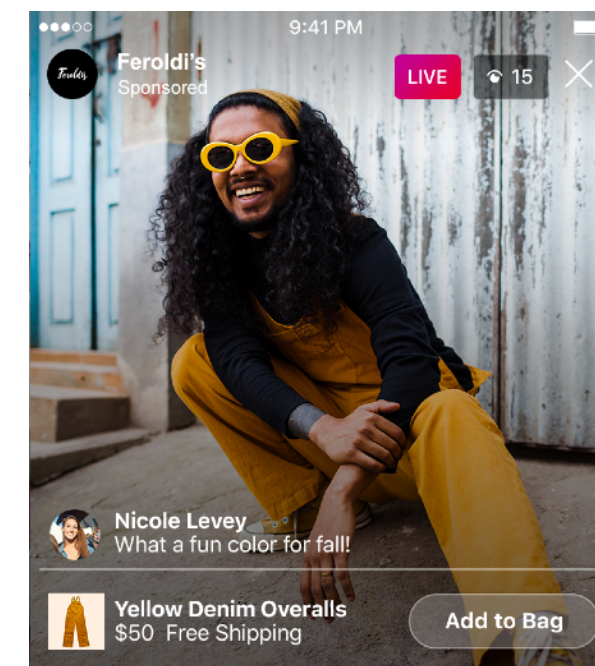 9:41 PM
Feroldi's
Feroldi's
Sponsored
LIVE
15
Nicole Levey
What a fun color for fall!
Yellow Denim Overalls
$50 Free Shipping
Add to Bag